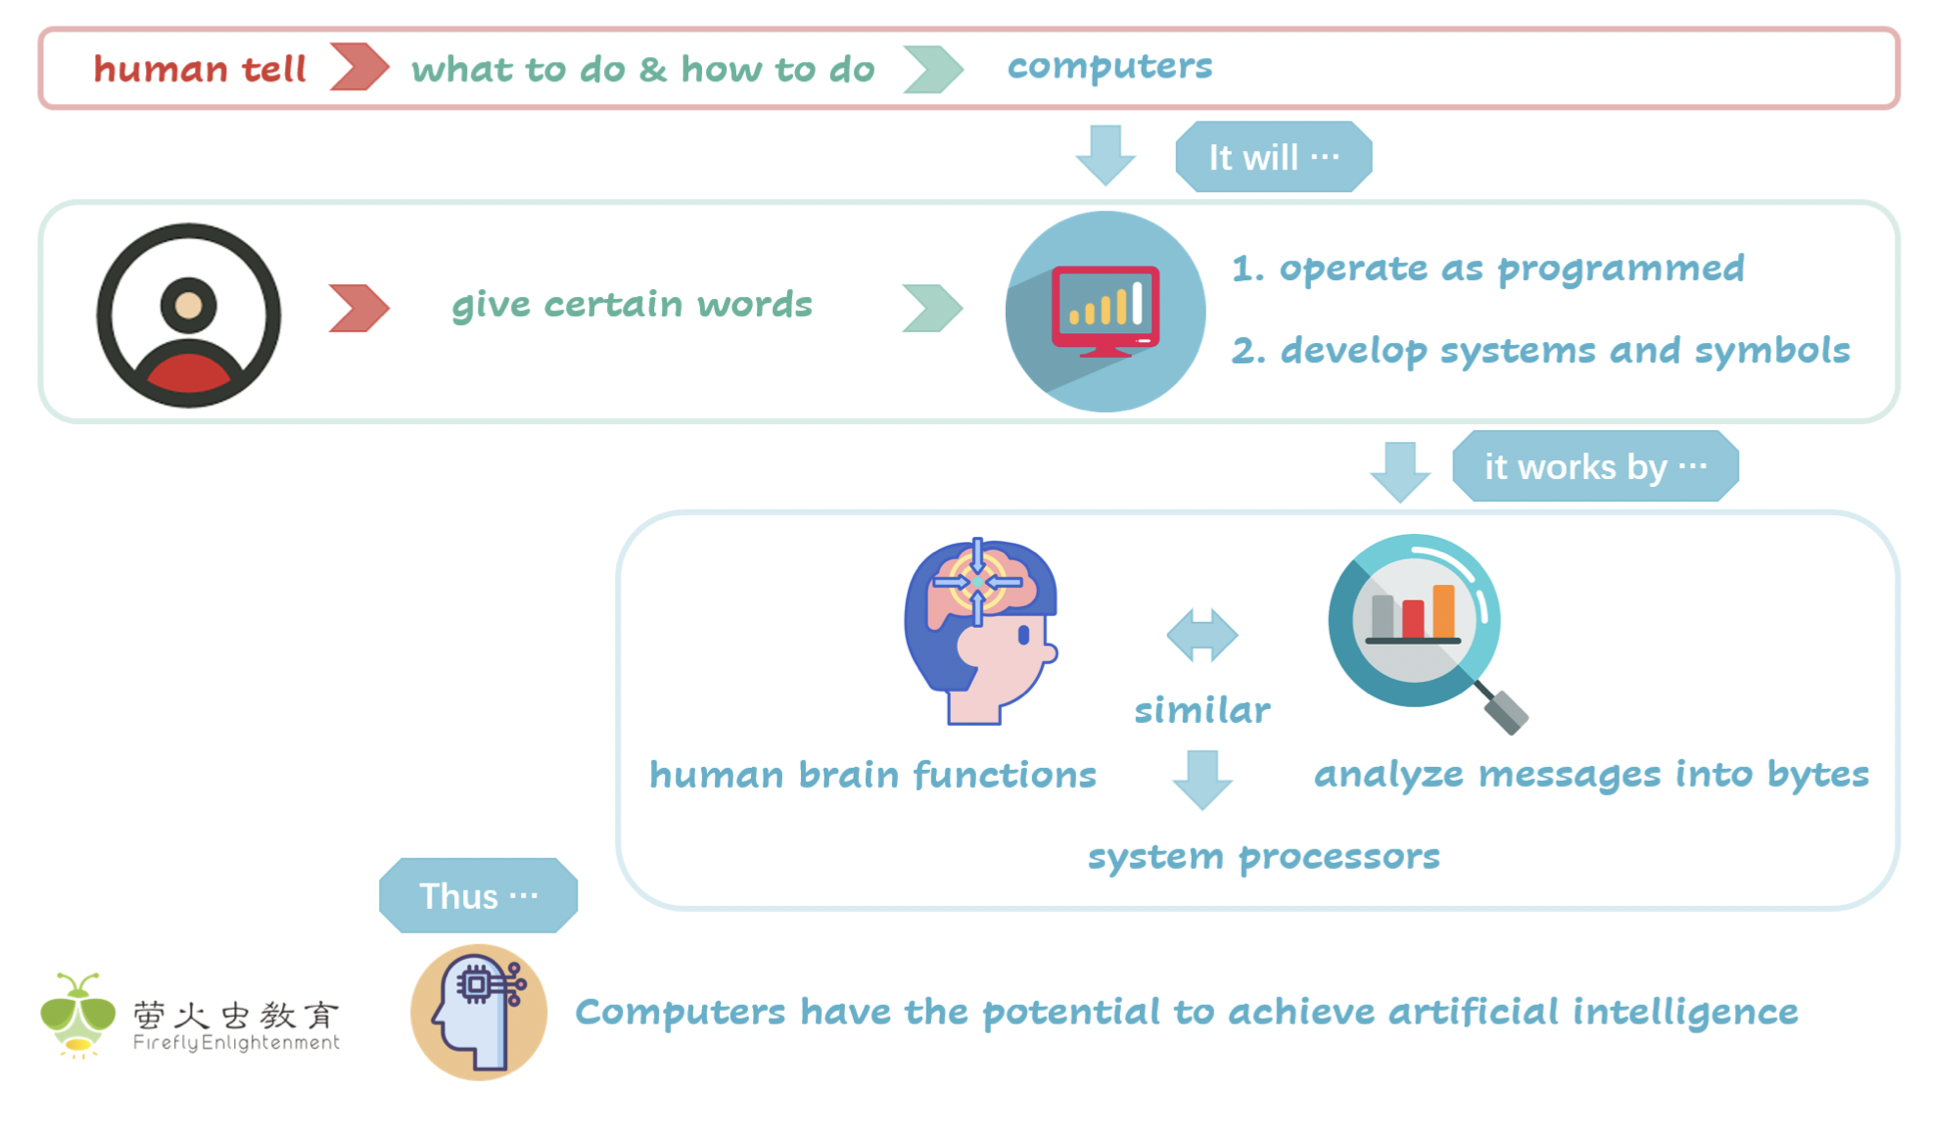 human tell what to do & how to do computers
It will ···
give certain words
1. operate as programmed
2. develop systems and symbols
it works by ···
similar
human brain functions
analyze messages into bytes
system processors
Thus ···
Computers have the potential to achieve artificial intelligence
萤火虫教育
FireflyEnlightenment